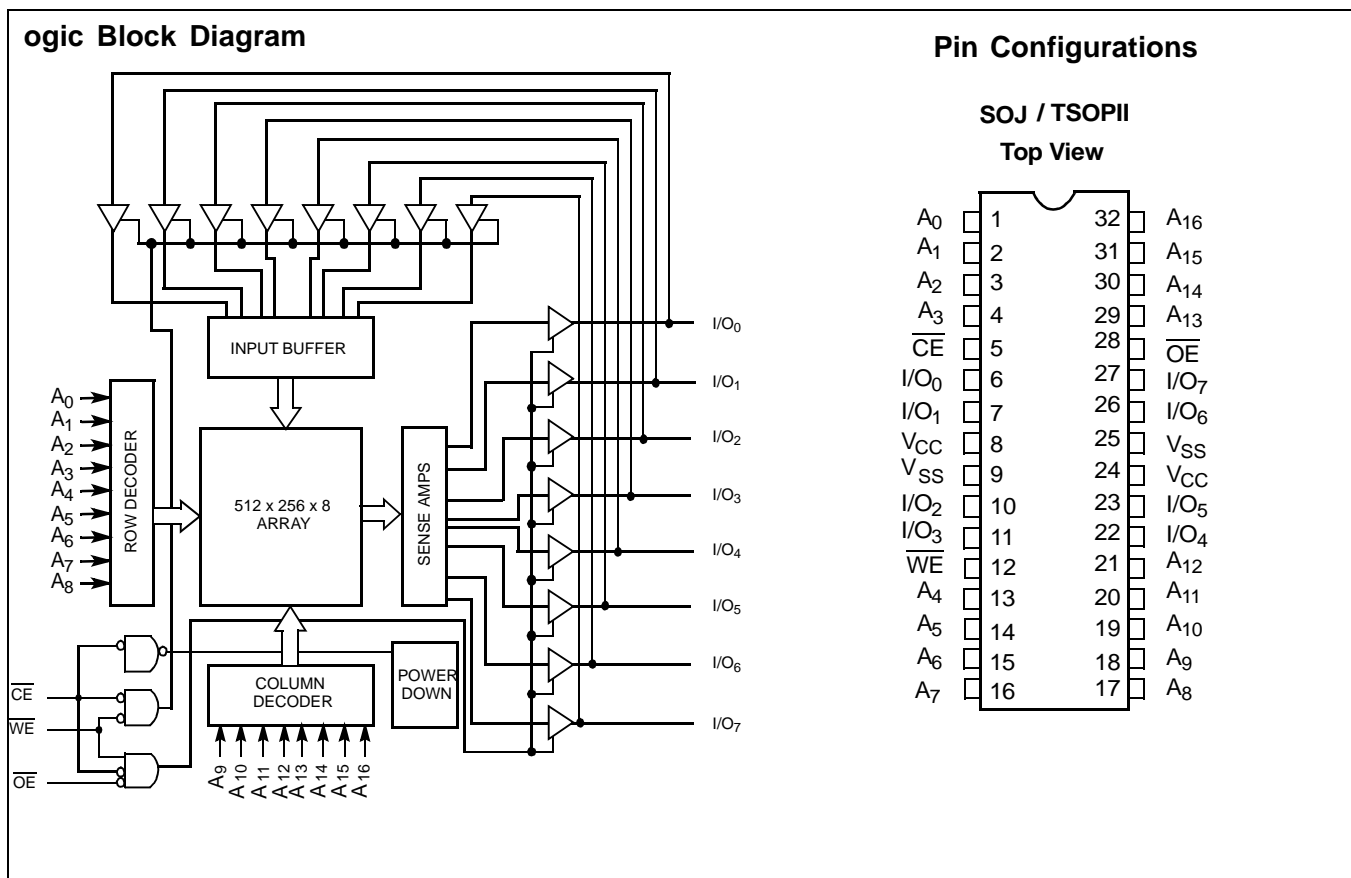 ogic Block Diagram
INPUT BUFFER
A0
A1
A2
A3
A4
A5
A6
A7
A8
ROW DECODER
512 x 256 x 8
ARRAY
SENSE AMPS
COLUMN
DECODER
POWER
DOWN
CE
WE
OE
A9
A10
A11
A12
A13
A14
A15
A16
I/O0
I/O1
I/O2
I/O3
I/O4
I/O5
I/O6
I/O7
Pin Configurations
SOJ / TSOPII
Top View
A0 1 32 A16
A1 2 31 A15
A2 3 30 A14
A3 4 29 A13
CE 5 28 OE
I/O0 6 27 I/O7
I/O1 7 26 I/O6
VCC 8 25 VSS
VSS 9 24 VCC
I/O2 10 23 I/O5
I/O3 11 22 I/O4
WE 12 21 A12
A4 13 20 A11
A5 14 19 A10
A6 15 18 A9
A7 16 17 A8